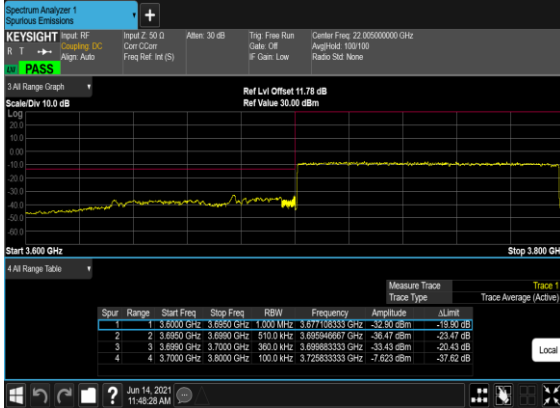 Spectrum Analyzer 1
Spurious Emissions
+
KEYSIGHT Input: RF Input Z: 50 Ω Atten: 30 dB Trig: Free Run Center Freq: 22.005000000 GHz
R T Coupling: DC Corr CCorr Gate: Off Avg|Hold: 100/100
Align: Auto Freq Ref: Int (S) IF Gain: Low Radio Std: None
LXI PASS
3 All Range Graph
Ref Lvl Offset 11.78 dB
Scale/Div 10.0 dB Ref Value 30.00 dBm
Log
20.0
10.0
0.00
-10.0
-20.0
-30.0
-40.0
-50.0
-60.0
Start 3.600 GHz Stop 3.800 GH
4 All Range Table
Measure Trace Trace 1
Trace Type Trace Average (Active)
Spur Range Start Freq Stop Freq RBW Frequency Amplitude ΔLimit
1 1 3.6000 GHz 3.6950 GHz 1.000 MHz 3.677108333 GHz -32.90 dBm -19.90 dB
2 2 3.6950 GHz 3.6990 GHz 510.0 kHz 3.695946667 GHz -36.47 dBm -23.47 dB
3 3 3.6990 GHz 3.7000 GHz 360.0 kHz 3.699883333 GHz -33.43 dBm -20.43 dB
4 4 3.7000 GHz 3.8000 GHz 100.0 kHz 3.725833333 GHz -7.623 dBm -37.62 dB
Local
?
Jun 14, 2021
11:48:28 AM